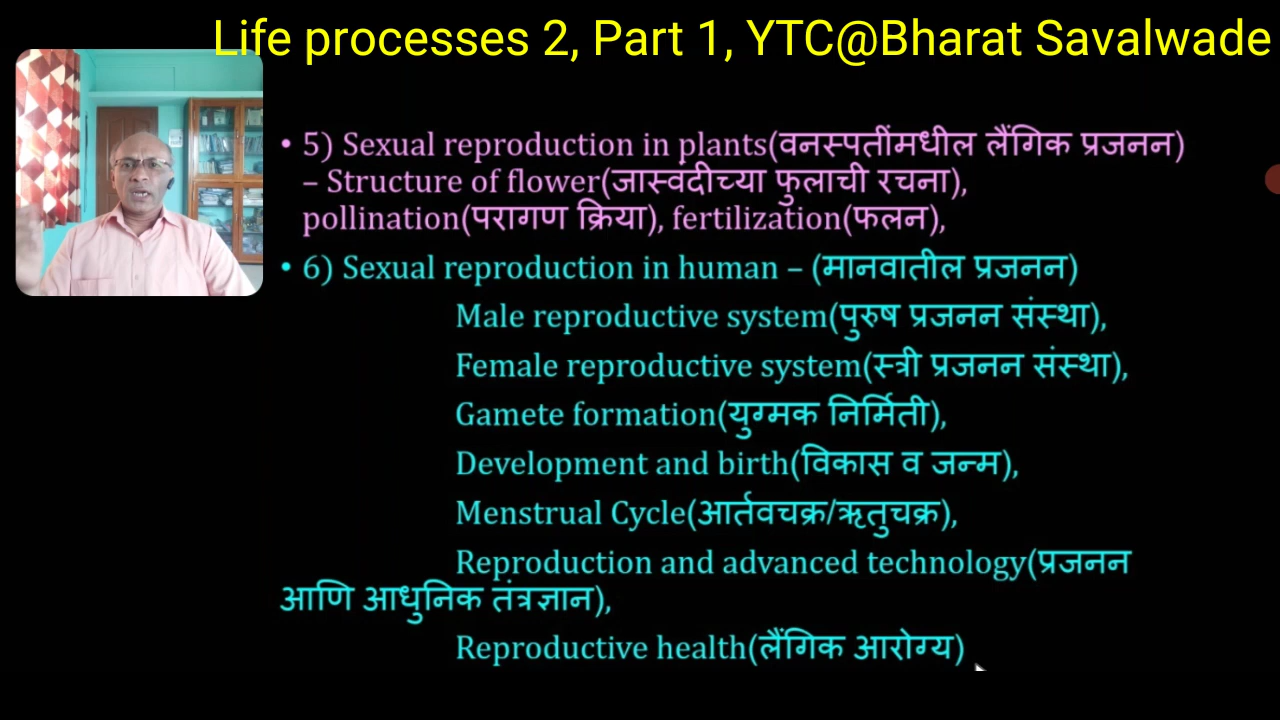 Life processes 2, Part 1, YTC@Bharat Savalwade
• 5) Sexual reproduction in plants(वनस्पतींमधील लैंगिक प्रजनन)
– Structure of flower(जास्वंदीच्या फुलाची रचना),
pollination(परागण क्रिया), fertilization(फलन),
• 6) Sexual reproduction in human – (मानवातील प्रजनन)
Male reproductive system(पुरुष प्रजनन संस्था),
Female reproductive system(स्त्री प्रजनन संस्था),
Gamete formation(युग्मक निर्मिती),
Development and birth(विकास व जन्म),
Menstrual Cycle(आर्तवचक्र/ऋतुचक्र),
Reproduction and advanced technology(प्रजनन
आणि आधुनिक तंत्रज्ञान),
Reproductive health(लैंगिक आरोग्य)